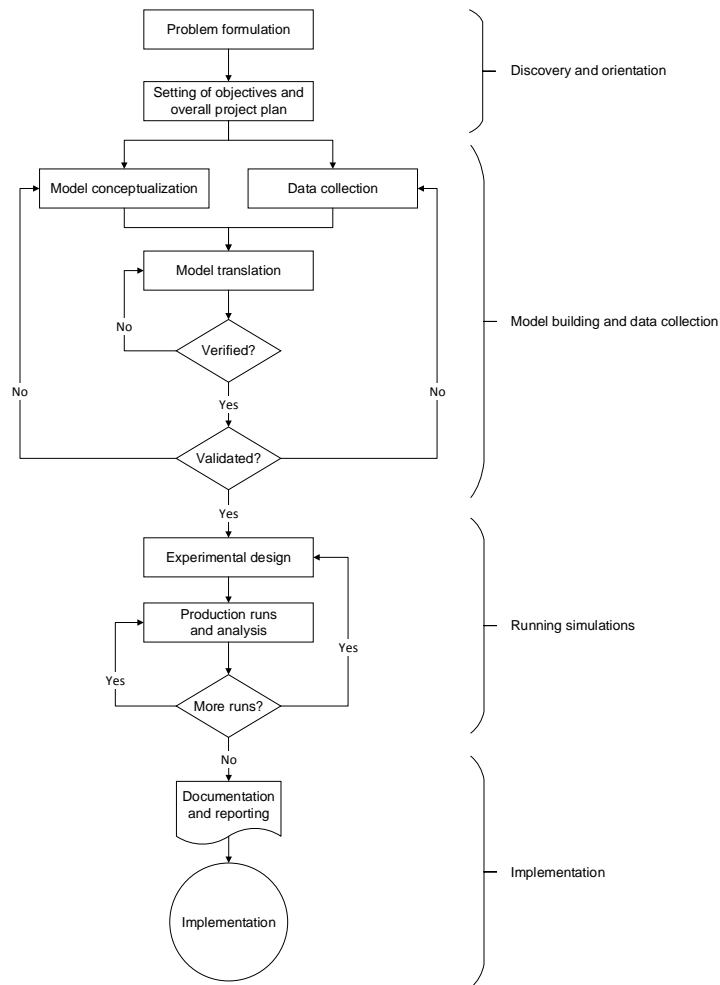 Problem formulation
Discovery and orientation
Setting of objectives and
overall project plan
Model conceptualization
Data collection
Model translation
Model building and data collection
No
Verified?
No
No
Yes
Validated?
Yes
Experimental design
Production runs
and analysis
Running simulations
Yes
Yes
More runs?
No
Documentation
and reporting
Implementation
Implementation